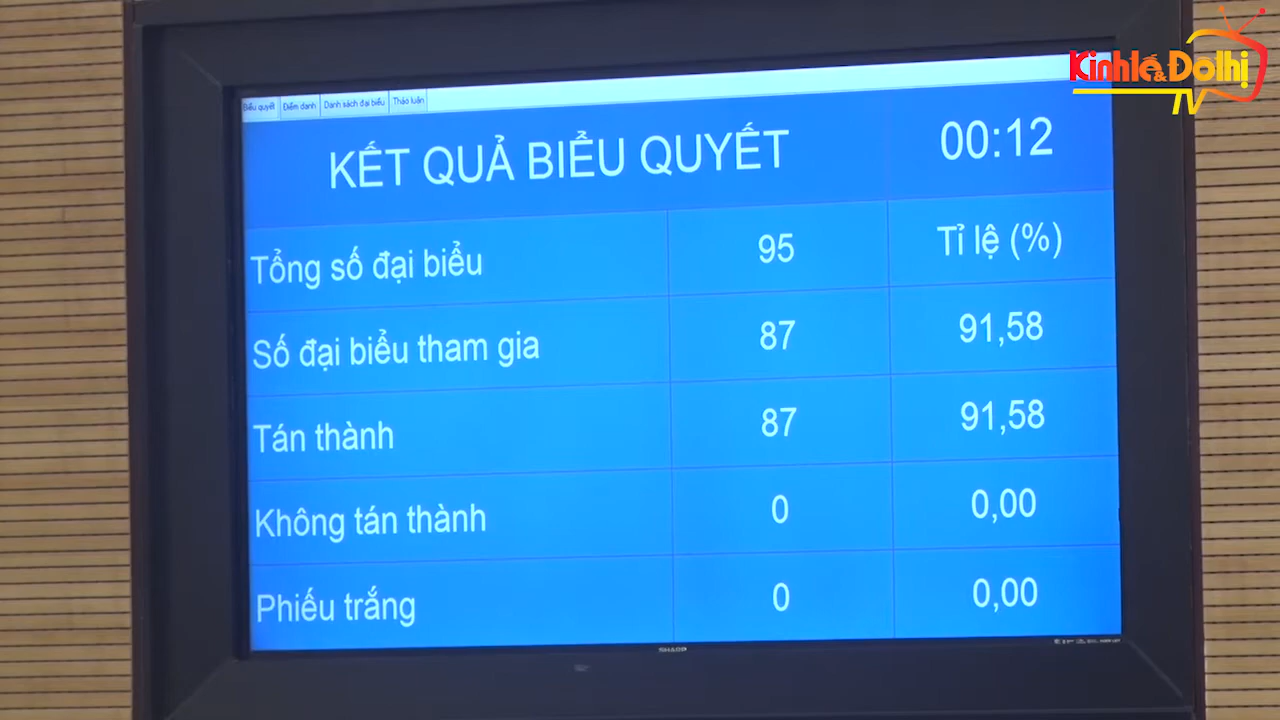 Kinhtế&Đôthị
TV
Biểu quyết Điểm danh Danh sách đại biểu Thảo luận
KẾT QUẢ BIỂU QUYẾT 00:12
Tổng số đại biểu 95 Tỉ lệ (%)
Số đại biểu tham gia 87 91,58
Tán thành 87 91,58
Không tán thành 0 0,00
Phiếu trắng 0 0,00
SHARP